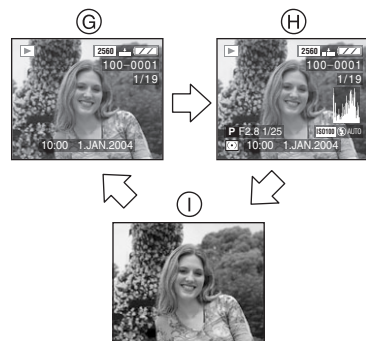 G
2560
100-0001
1/19
10:00 1.JAN.2004
H
2560
100-0001
1/19
P F2.8 1/25
ISO100 AUTO
10:00 1.JAN.2004
I